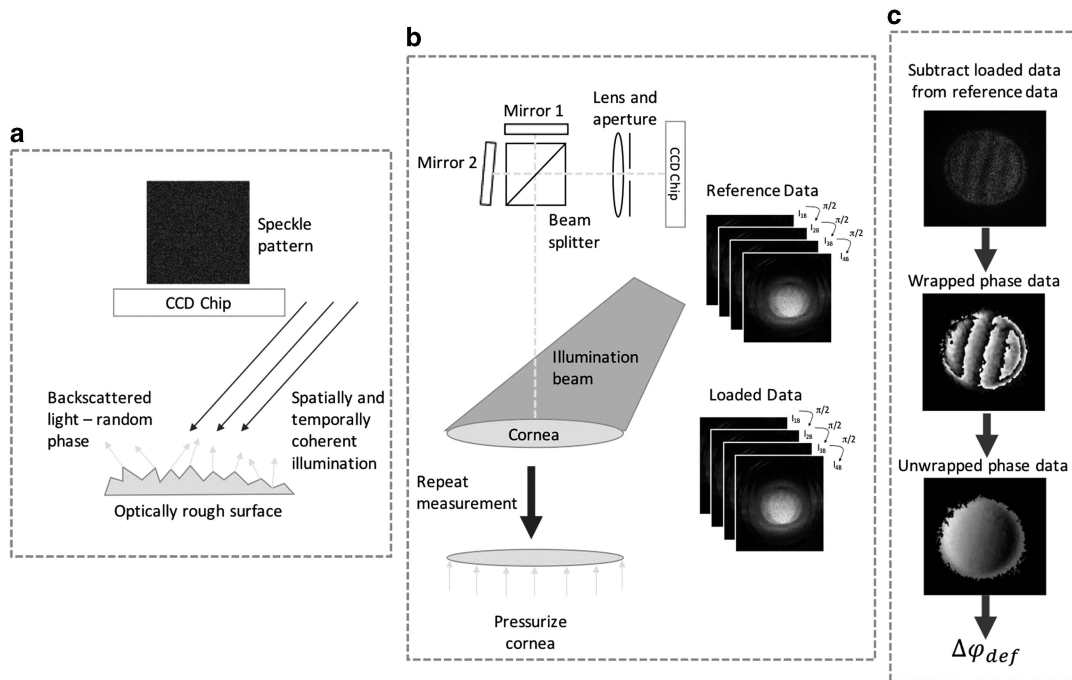 a
Speckle
pattern
CCD Chip
Backscattered
light – random
phase
Spatially and
temporally
coherent
illumination
Optically rough surface
b
Mirror 1
Mirror 2
Lens and
aperture
CCD Chip
Beam
splitter
Illumination
beam
Cornea
Repeat
measurement
Pressurize
cornea
Reference Data
I1B
π/2
I2B
π/2
I3B
π/2
I4B
Loaded Data
I1B
π/2
I2B
π/2
I3B
π/2
I4B
c
Subtract loaded data
from reference data
Wrapped phase data
Unwrapped phase data
Δφdef